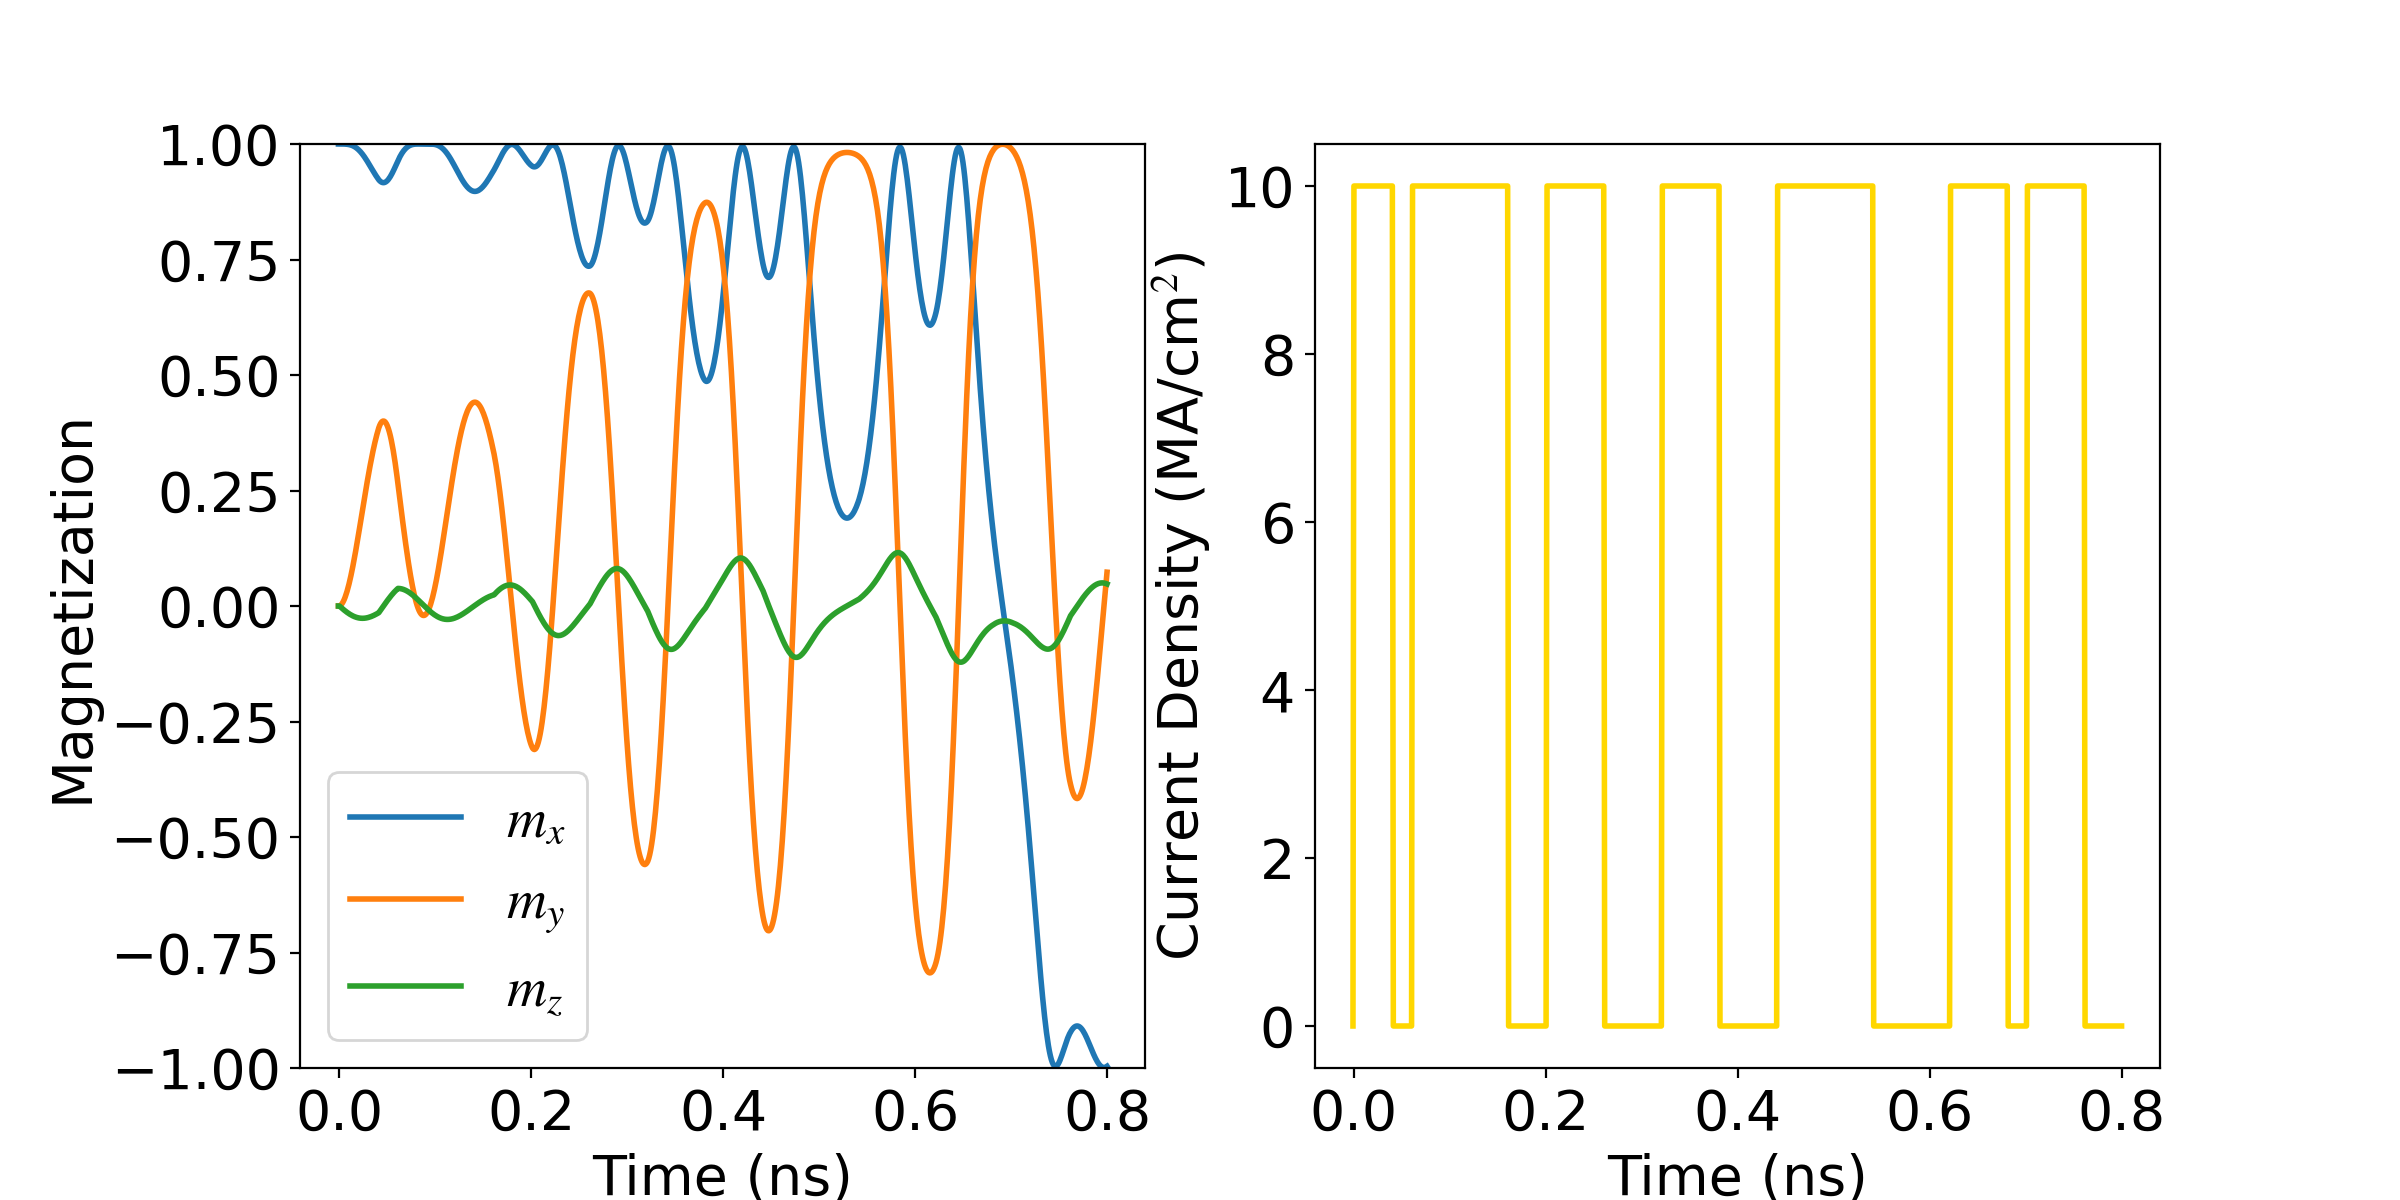 Magnetization
1.00
0.75
0.50
0.25
0.00
−0.25
−0.50
−0.75
−1.00
m_x
m_y
m_z
0.0 0.2 0.4 0.6 0.8
Time (ns)
Current Density (MA/cm²)
10
8
6
4
2
0
0.0 0.2 0.4 0.6 0.8
Time (ns)